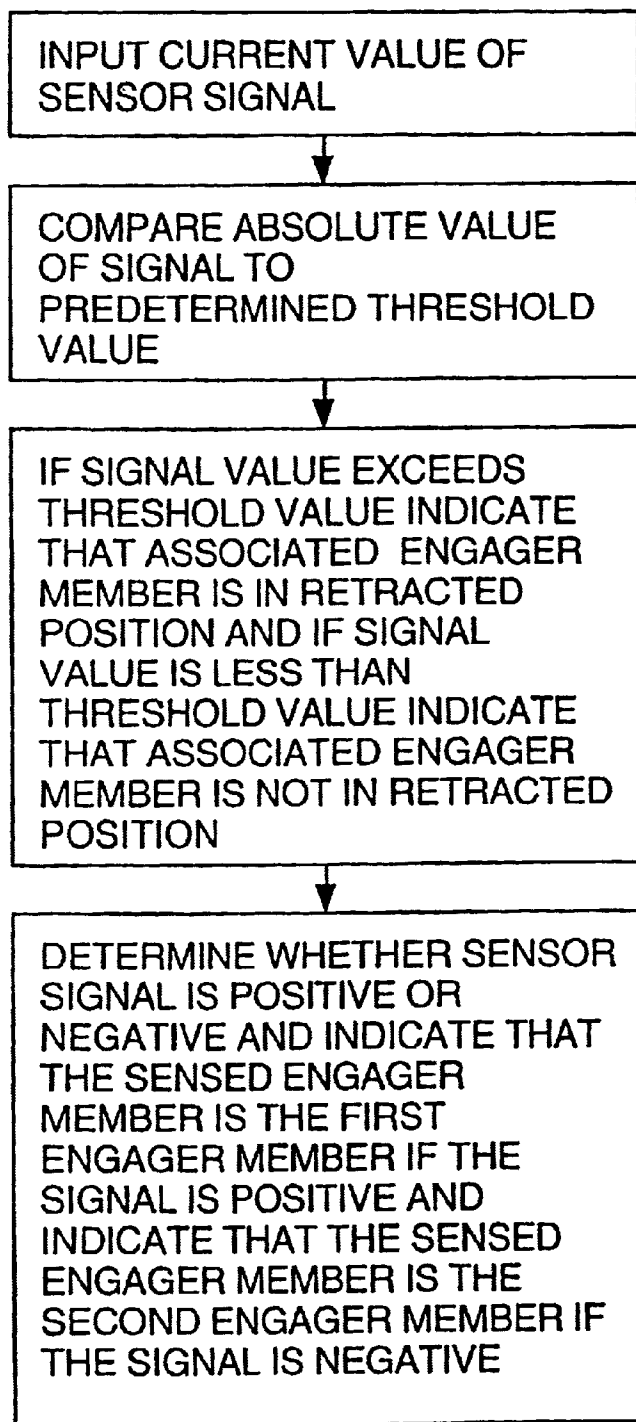 INPUT CURRENT VALUE OF
SENSOR SIGNAL
COMPARE ABSOLUTE VALUE
OF SIGNAL TO
PREDETERMINED THRESHOLD
VALUE
IF SIGNAL VALUE EXCEEDS
THRESHOLD VALUE INDICATE
THAT ASSOCIATED ENGAGER
MEMBER IS IN RETRACTED
POSITION AND IF SIGNAL
VALUE IS LESS THAN
THRESHOLD VALUE INDICATE
THAT ASSOCIATED ENGAGER
MEMBER IS NOT IN RETRACTED
POSITION
DETERMINE WHETHER SENSOR
SIGNAL IS POSITIVE OR
NEGATIVE AND INDICATE THAT
THE SENSED ENGAGER
MEMBER IS THE FIRST
ENGAGER MEMBER IF THE
SIGNAL IS POSITIVE AND
INDICATE THAT THE SENSED
ENGAGER MEMBER IS THE
SECOND ENGAGER MEMBER IF
THE SIGNAL IS NEGATIVE